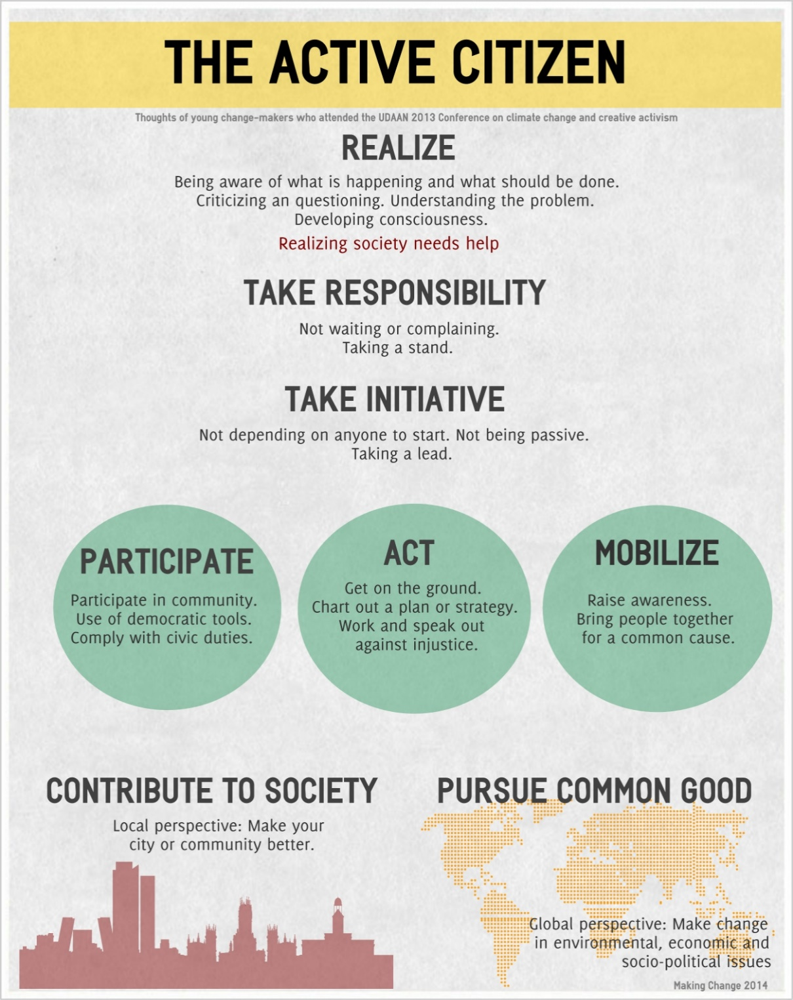 THE ACTIVE CITIZEN
Thoughts of young change-makers who attended the UDAAN 2013 Conference on climate change and creative activism
REALIZE
Being aware of what is happening and what should be done.
Criticizing an questioning. Understanding the problem.
Developing consciousness.
Realizing society needs help
TAKE RESPONSIBILITY
Not waiting or complaining.
Taking a stand.
TAKE INITIATIVE
Not depending on anyone to start. Not being passive.
Taking a lead.
PARTICIPATE
Participate in community.
Use of democratic tools.
Comply with civic duties.
ACT
Get on the ground.
Chart out a plan or strategy.
Work and speak out
against injustice.
MOBILIZE
Raise awareness.
Bring people together
for a common cause.
CONTRIBUTE TO SOCIETY
Local perspective: Make your
city or community better.
PURSUE COMMON GOOD
Global perspective: Make change
in environmental, economic and
socio-political issues
Making Change 2014